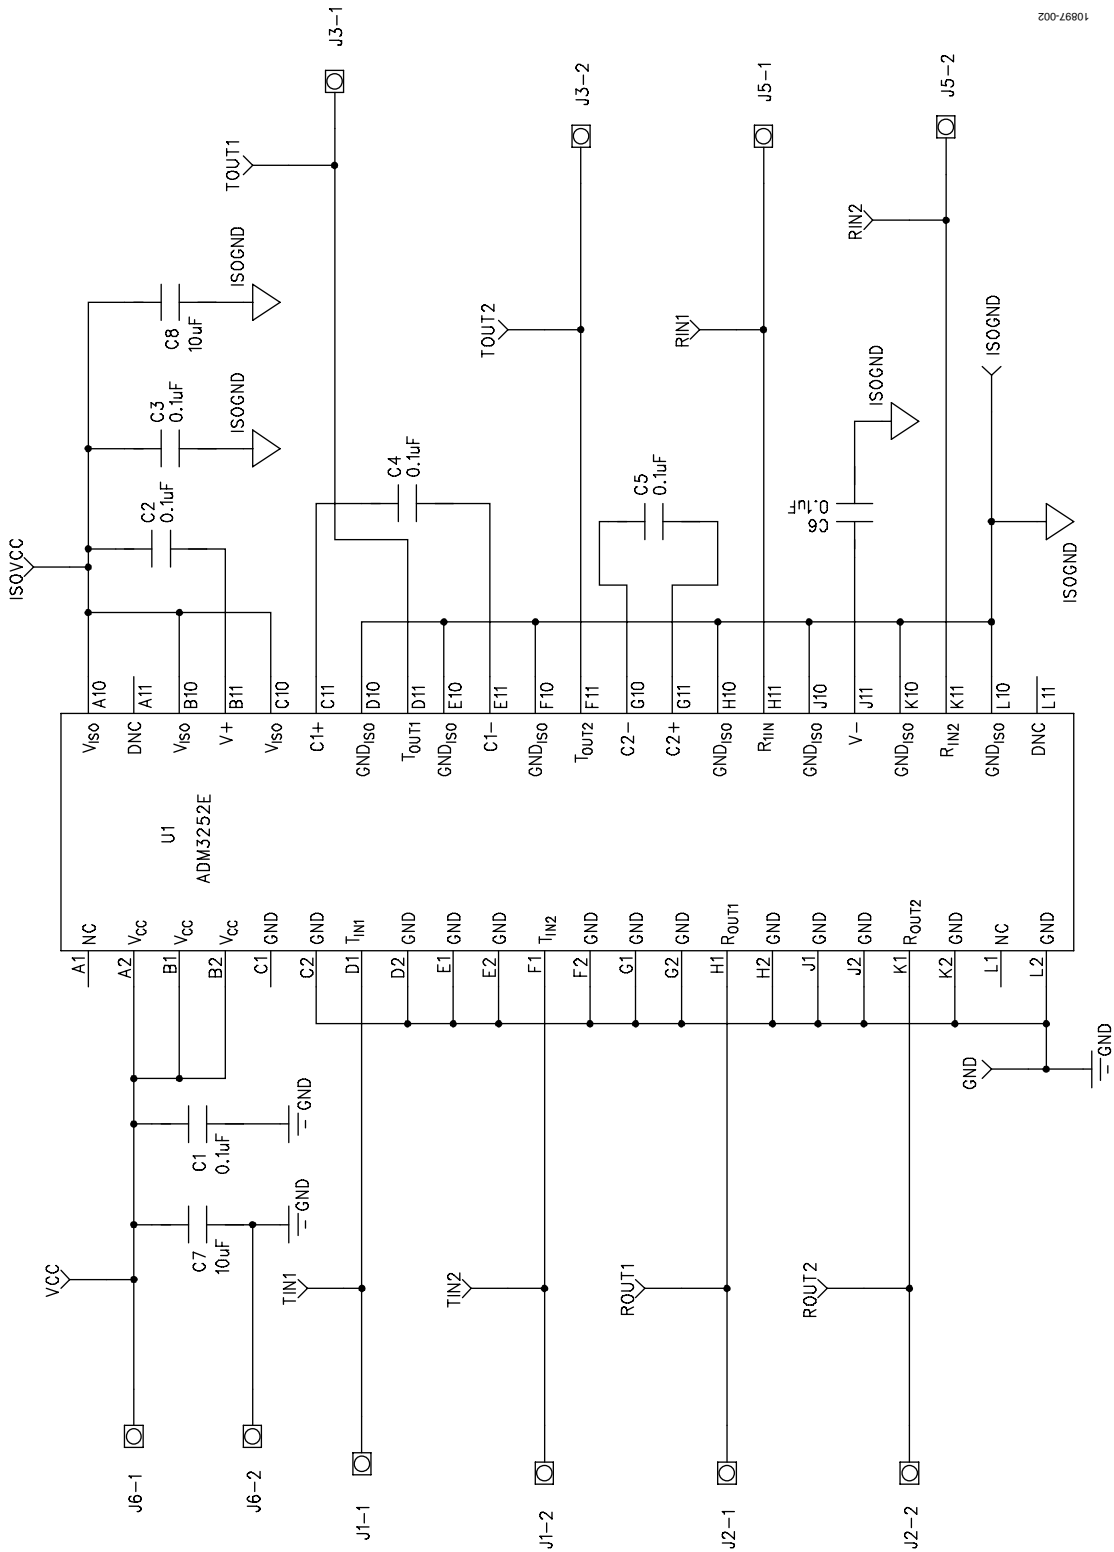 ISOVCC
C2
0.1uF
C3
0.1uF
ISOGND
C8
10uF
ISOGND
TOUT1
J3-1
C4
0.1uF
TOUT2
J3-2
C5
0.1uF
RIN1
J5-1
C6
0.1uF
ISOGND
RIN2
J5-2
ISOGND
ISOGND
10897-002
U1
ADM3252E
VISO A10
DNC A11
VISO B10
V+ B11
VISO C10
C1+ C11
GNDISO D10
TOUT1 D11
GNDISO E10
C1- E11
GNDISO F10
TOUT2 F11
C2- G10
C2+ G11
GNDISO H10
R1IN H11
GNDISO J10
V- J11
GNDISO K10
RIN2 K11
GNDISO L10
DNC L11
A1 NC
A2 VCC
B1 VCC
B2 VCC
C1 GND
C2 GND
D1 TIN1
D2 GND
E1 GND
E2 GND
F1 TIN2
F2 GND
G1 GND
G2 GND
H1 ROUT1
H2 GND
J1 GND
J2 GND
K1 ROUT2
K2 GND
L1 NC
L2 GND
VCC
C1
0.1uF
GND
C7
10uF
GND
J6-1
J6-2
TIN1
J1-1
TIN2
J1-2
ROUT1
J2-1
ROUT2
J2-2
GND
GND